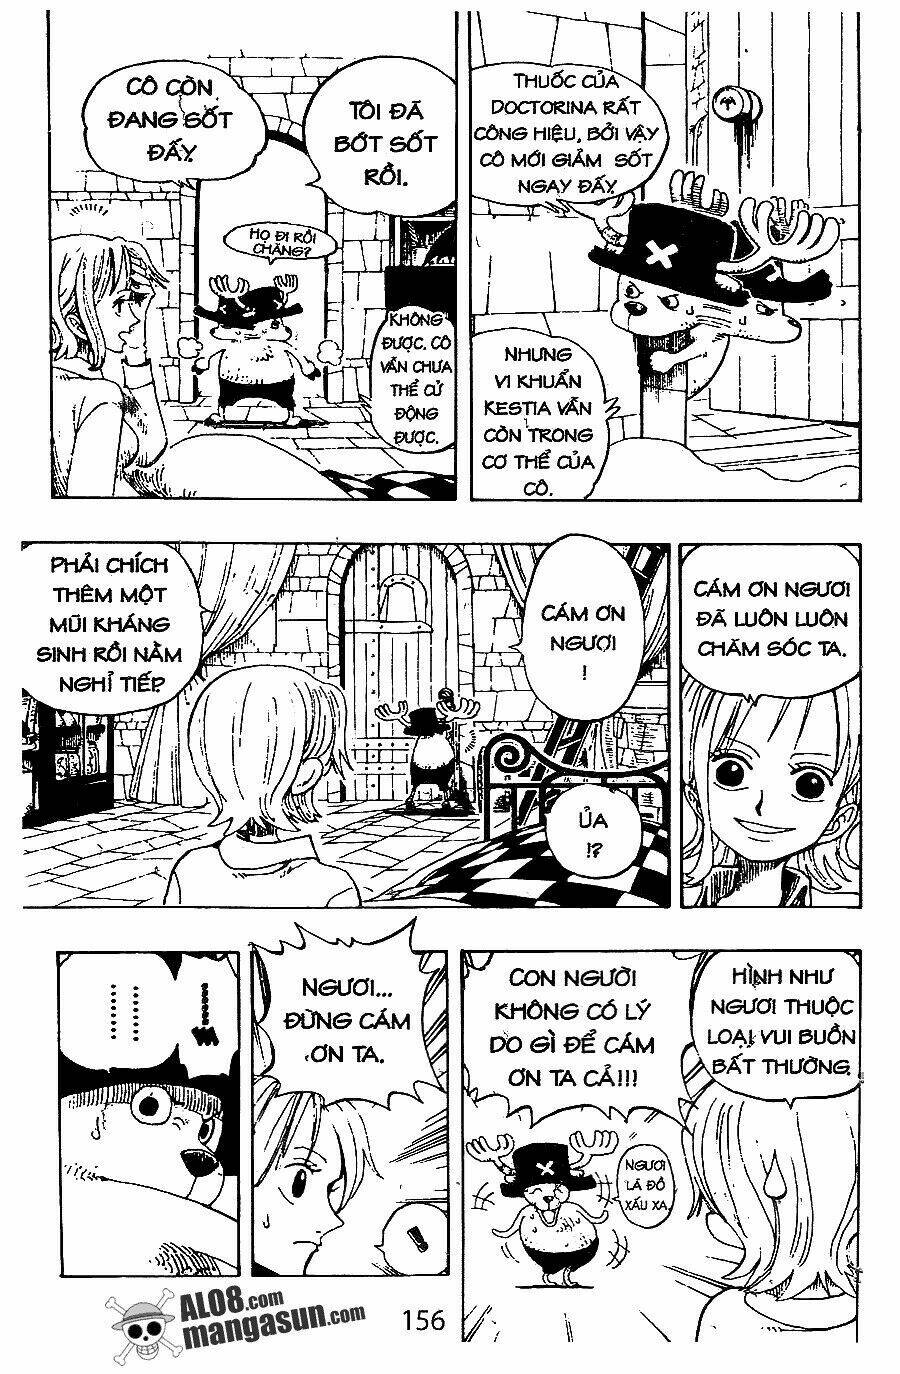 CÔ CÒN
ĐANG SỐT
ĐẤY.
TÔI ĐÃ
BỚT SỐT
RỒI.
HỌ ĐI RỒI
CHĂNG?
KHÔNG
ĐƯỢC. CÔ
VẪN CHƯA
THỂ CỬ
ĐỘNG
ĐƯỢC.
THUỐC CỦA
DOCTORINA RẤT
CÔNG HIỆU, BỞI VẬY
CÔ MỚI GIẢM SỐT
NGAY ĐẤY.
NHƯNG
VI KHUẨN
KESTIA VẪN
CÒN TRONG
CƠ THỂ CỦA
CÔ.
PHẢI CHÍCH
THÊM MỘT
MŨI KHÁNG
SINH RỒI NẰM
NGHỈ TIẾP.
CÁM ƠN
NGƯƠI
!
ỦA
!?
CÁM ƠN NGƯƠI
ĐÃ LUÔN LUÔN
CHĂM SÓC TA.
NGƯƠI...
ĐỪNG CÁM
ƠN TA.
!
CON NGƯỜI
KHÔNG CÓ LÝ
DO GÌ ĐỂ CÁM
ƠN TA CẢ!!!
NGƯƠI
LÀ ĐỒ
XẤU XA.
HÌNH NHƯ
NGƯƠI THUỘC
LOẠI VUI BUỒN
BẤT THƯỜNG.
AL08.com
mangasun.com
156